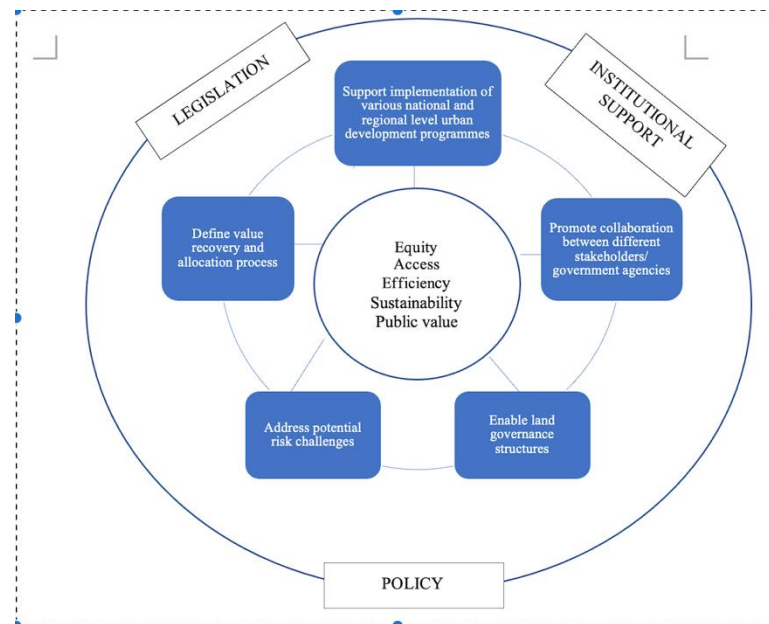 LEGISLATION
INSTITUTIONAL
SUPPORT
Support implementation of
various national and
regional level urban
development programmes
Define value
recovery and
allocation process
Equity
Access
Efficiency
Sustainability
Public value
Promote collaboration
between different
stakeholders/
government agencies
Address potential
risk challenges
Enable land
governance
structures
POLICY